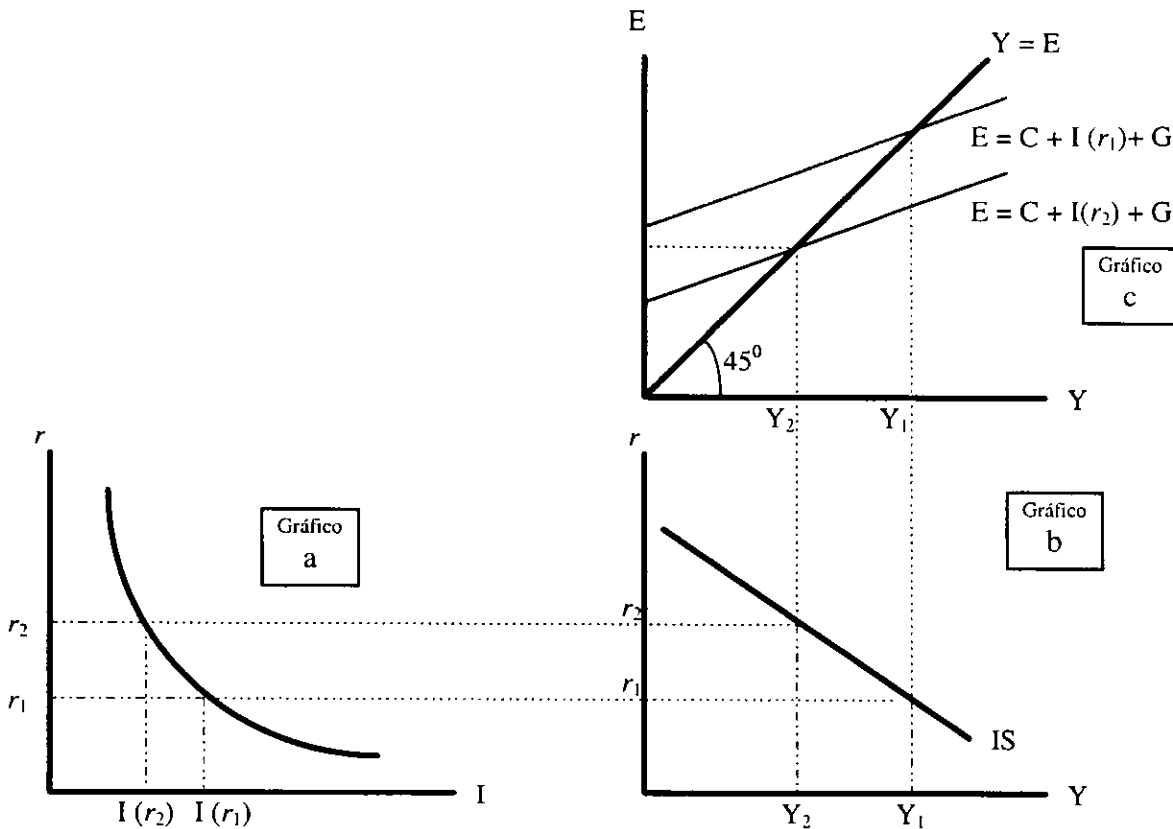 E
Y = E
E = C + I (r₁)+ G
E = C + I(r₂) + G
Gráfico
c
45⁰
Y₂
Y₁
Y
r
Gráfico
a
r₂
r₁
I (r₂)
I (r₁)
I
r
Gráfico
b
r₂
r₁
IS
Y₂
Y₁
Y